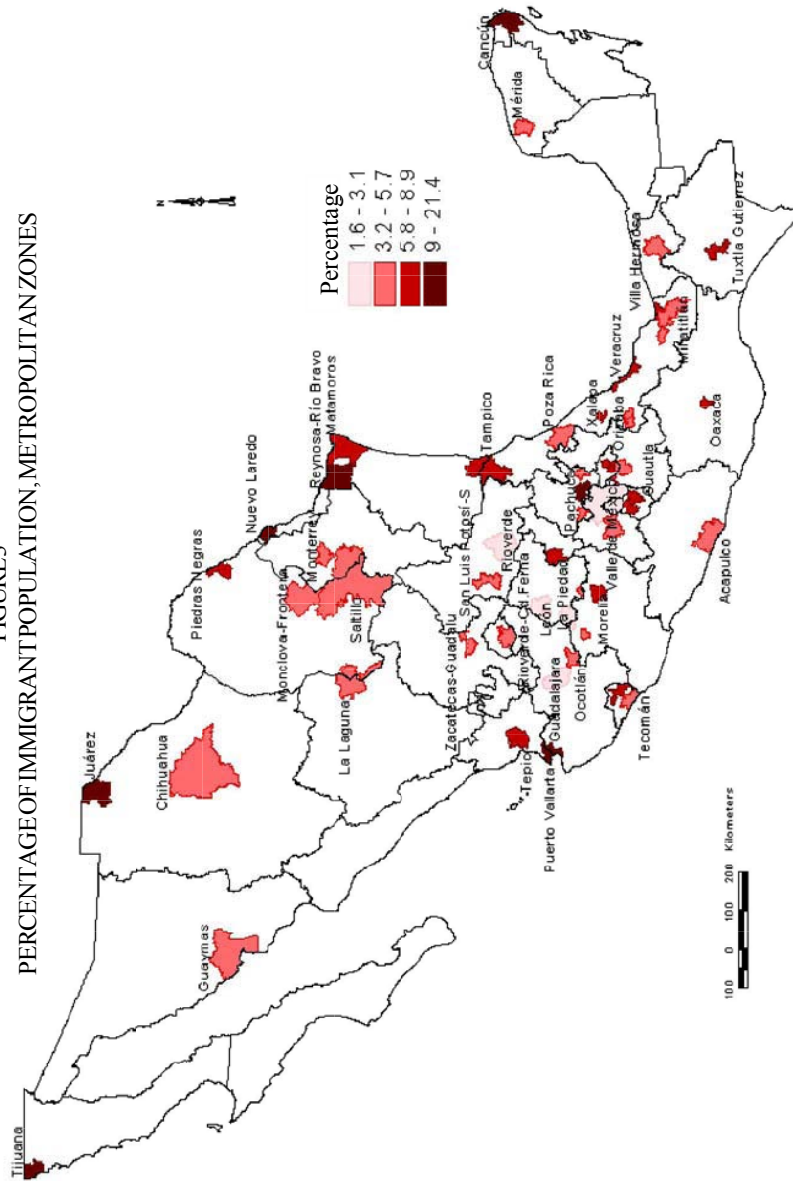 FIGURE 5
PERCENTAGE OF IMMIGRANT POPULATION, METROPOLITAN ZONES
Tijuana
Juárez
Chihuahua
Guaymas
Piedras Negras
Nuevo Laredo
Reynosa-Río Bravo
Matamoros
Monclova-Frontera
Monterrey
Saltillo
La Laguna
N
Percentage
1.6 - 3.1
3.2 - 5.7
5.8 - 8.9
9 - 21.4
Zacatecas-Guadalu
San Luis Potosí-S
Rioverde
Rioverde-Cd.Ferna
Tampico
Tepic
Puerto Vallarta
Guadalajara
León
La Piedad
Ocotlán
Morelia
Tecomán
Pachuca
Valle de México
Cuautla
Poza Rica
Xalapa
Orizaba
Veracruz
Acapulco
Oaxaca
Minatitlán
Villa Hermosa
Tuxtla Gutierrez
Mérida
Cancún
100 0 100 200 Kilometers